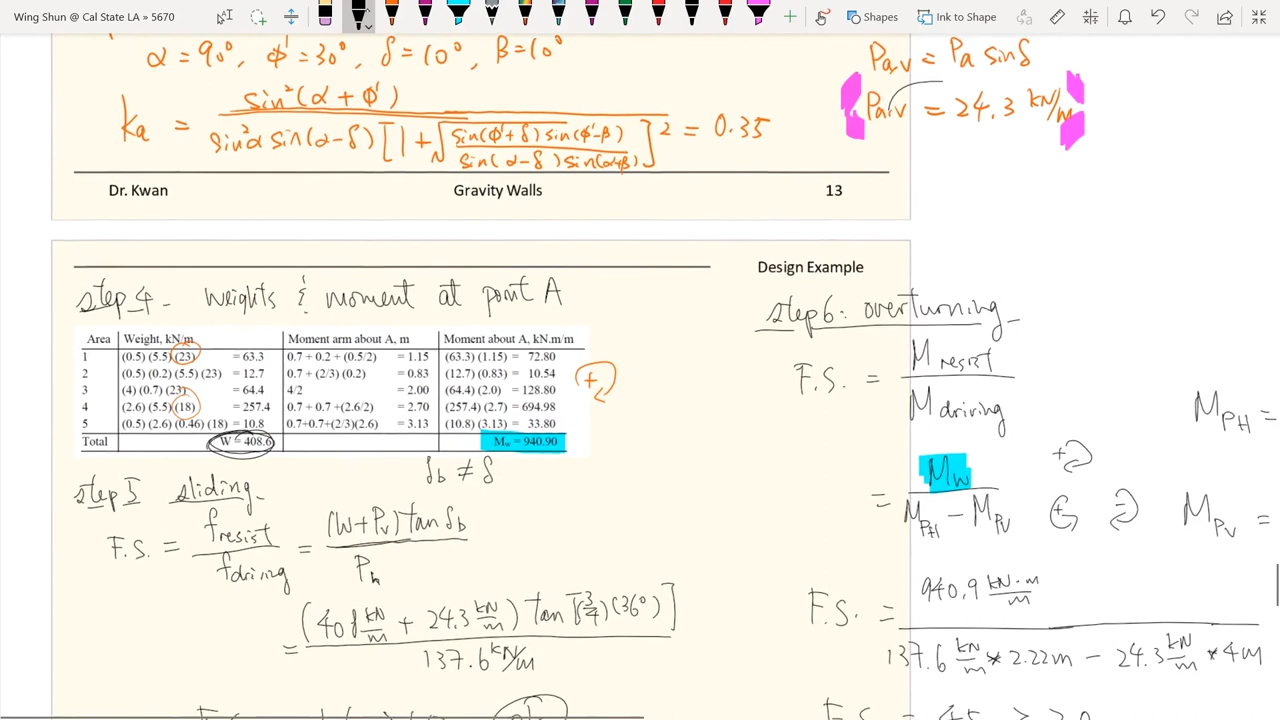 Wing Shun @ Cal State LA » 5670
Shapes
Ink to Shape
α = 90° ϕ' = 30° δ = 10° β = 10°
Ka = sin²(α + ϕ') / sin²α sin(α-δ) [1 + √(sin(ϕ'+δ) sin(ϕ'-β) / sin(α-δ) sin(α+β))]² = 0.35
Pa,v = Pa sinδ
Pa,v = 24.3 kN/m
Dr. Kwan Gravity Walls 13
Design Example
step 4 - weights & moment at point A
Area Weight, kN/m Moment arm about A, m Moment about A, kN.m/m
1 (0.5) (5.5) (23) = 63.3 0.7 + 0.2 + (0.5/2) = 1.15 (63.3) (1.15) = 72.80
2 (0.5) (0.2) (5.5) (23) = 12.7 0.7 + (2/3) (0.2) = 0.83 (12.7) (0.83) = 10.54
3 (4) (0.7) (23) = 64.4 4/2 = 2.00 (64.4) (2.0) = 128.80
4 (2.6) (5.5) (18) = 257.4 0.7 + 0.7 +(2.6/2) = 2.70 (257.4) (2.7) = 694.98
5 (0.5) (2.6) (0.46) (18) = 10.8 0.7+0.7+(2/3)(2.6) = 3.13 (10.8) (3.13) = 33.80
Total W = 408.6 Mw = 940.90
+
δb ≠ δ
step 5 sliding
F.S. = fresist / fdriving = (W + Pv) tan δb / Ph
= (408 kN/m + 24.3 kN/m) tan [(3/4)(36°)] / 137.6 kN/m
step 6: overturning
F.S. = M resist / M driving
= Mw / MPH - MPV
+
+
MPH =
MPV =
F.S. = 940.9 kN·m/m / 137.6 kN/m * 2.22m - 24.3 kN/m * 4m